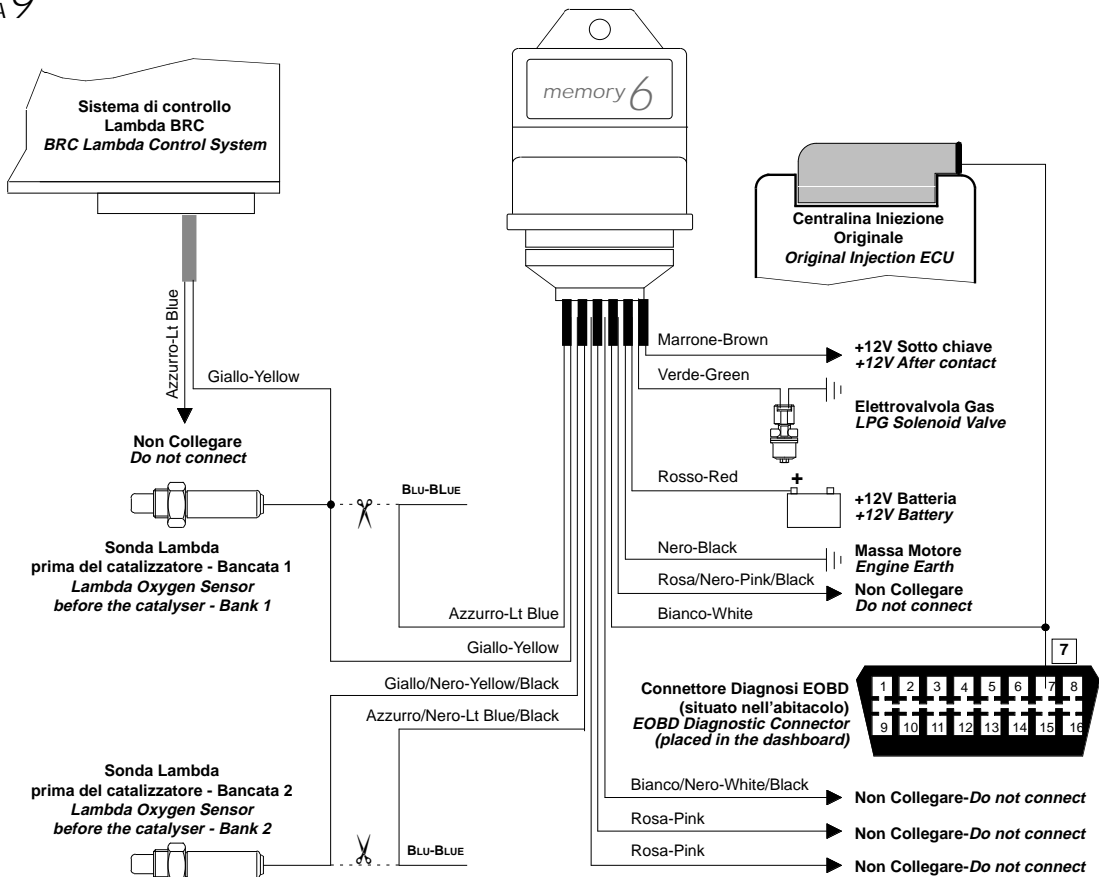 A 9
Sistema di controllo
Lambda BRC
BRC Lambda Control System
memory 6
Centralina Iniezione
Originale
Original Injection ECU
Azzurro-Lt Blue
Giallo-Yellow
Non Collegare
Do not connect
Marrone-Brown
+12V Sotto chiave
+12V After contact
Verde-Green
Elettrovalvola Gas
LPG Solenoid Valve
Rosso-Red
+
+12V Batteria
+12V Battery
BLU-BLUE
Sonda Lambda
prima del catalizzatore - Bancata 1
Lambda Oxygen Sensor
before the catalyser - Bank 1
Nero-Black
Massa Motore
Engine Earth
Rosa/Nero-Pink/Black
Non Collegare
Do not connect
Azzurro-Lt Blue
Bianco-White
Giallo-Yellow
7
Giallo/Nero-Yellow/Black
Azzurro/Nero-Lt Blue/Black
Connettore Diagnosi EOBD
(situato nell'abitacolo)
EOBD Diagnostic Connector
(placed in the dashboard)
1 2 3 4 5 6 7 8
9 10 11 12 13 14 15 16
Sonda Lambda
prima del catalizzatore - Bancata 2
Lambda Oxygen Sensor
before the catalyser - Bank 2
BLU-BLUE
Bianco/Nero-White/Black
Non Collegare-Do not connect
Rosa-Pink
Non Collegare-Do not connect
Rosa-Pink
Non Collegare-Do not connect